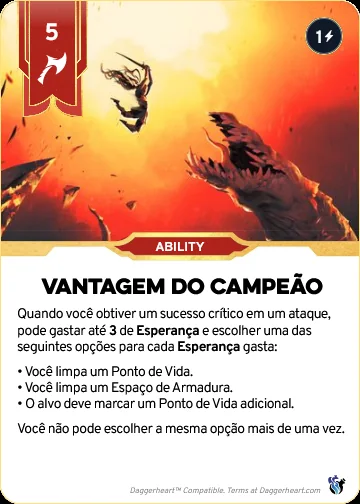 5
1
ABILITY
VANTAGEM DO CAMPEÃO
Quando você obtiver um sucesso crítico em um ataque,
pode gastar até 3 de Esperança e escolher uma das
seguintes opções para cada Esperança gasta:
• Você limpa um Ponto de Vida.
• Você limpa um Espaço de Armadura.
• O alvo deve marcar um Ponto de Vida adicional.
Você não pode escolher a mesma opção mais de uma vez.
Daggerheart™ Compatible. Terms at Daggerheart.com